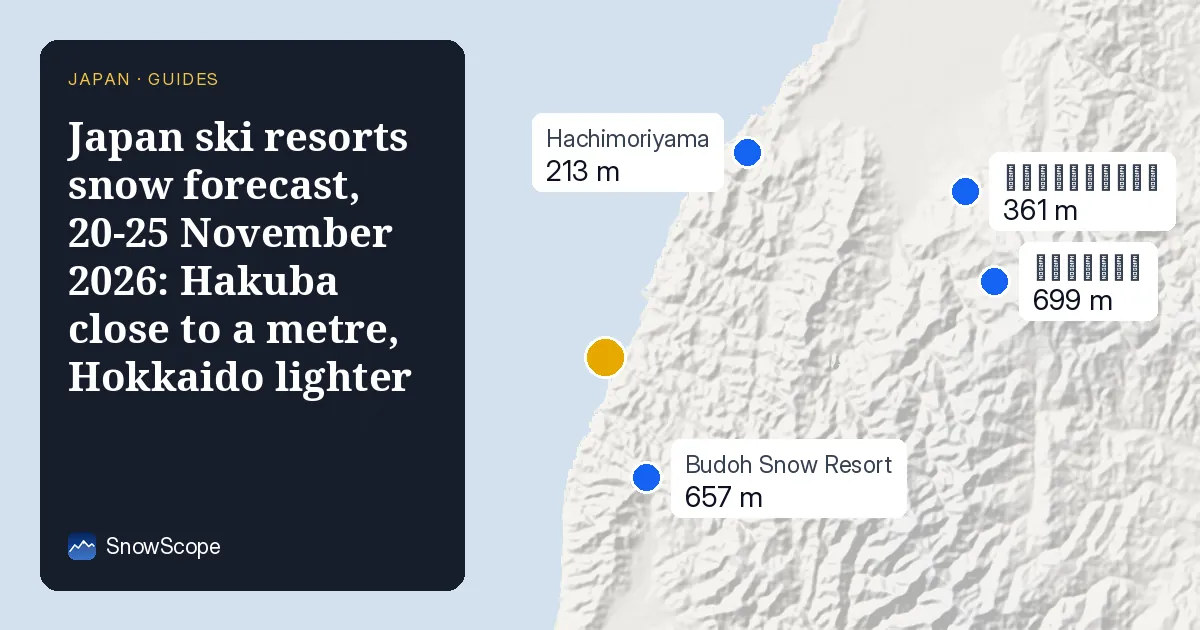 JAPAN · GUIDES
Japan ski resorts
snow forecast,
20-25 November
2026: Hakuba
close to a metre,
Hokkaido lighter
SnowScope
Hachimoriyama
213 m
361 m
699 m
Budoh Snow Resort
657 m